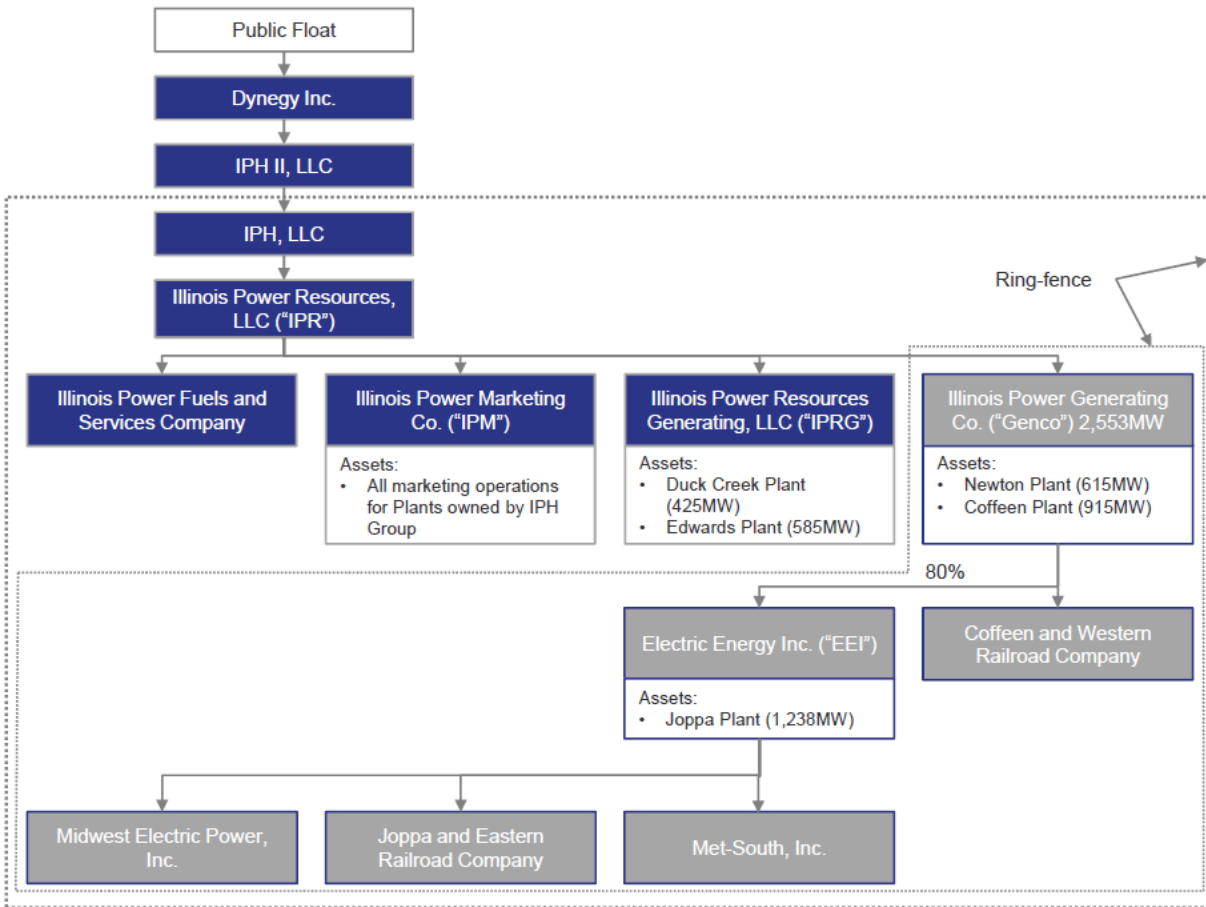 Public Float
Dynegy Inc.
IPH II, LLC
IPH, LLC
Ring-fence
Illinois Power Resources,
LLC (“IPR”)
Illinois Power Fuels and
Services Company
Illinois Power Marketing
Co. (“IPM”)
Assets:
• All marketing operations
for Plants owned by IPH
Group
Illinois Power Resources
Generating, LLC (“IPRG”)
Assets:
• Duck Creek Plant
(425MW)
• Edwards Plant (585MW)
Illinois Power Generating
Co. (“Genco”) 2,553MW
Assets:
• Newton Plant (615MW)
• Coffeen Plant (915MW)
80%
Electric Energy Inc. (“EEI”)
Assets:
• Joppa Plant (1,238MW)
Coffeen and Western
Railroad Company
Midwest Electric Power,
Inc.
Joppa and Eastern
Railroad Company
Met-South, Inc.